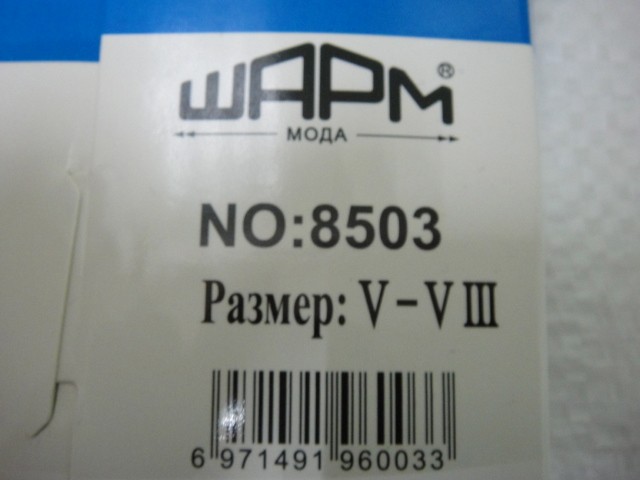 ШАРМ®
МОДА
NO:8503
Размер: V-VIII
6 971491 960033